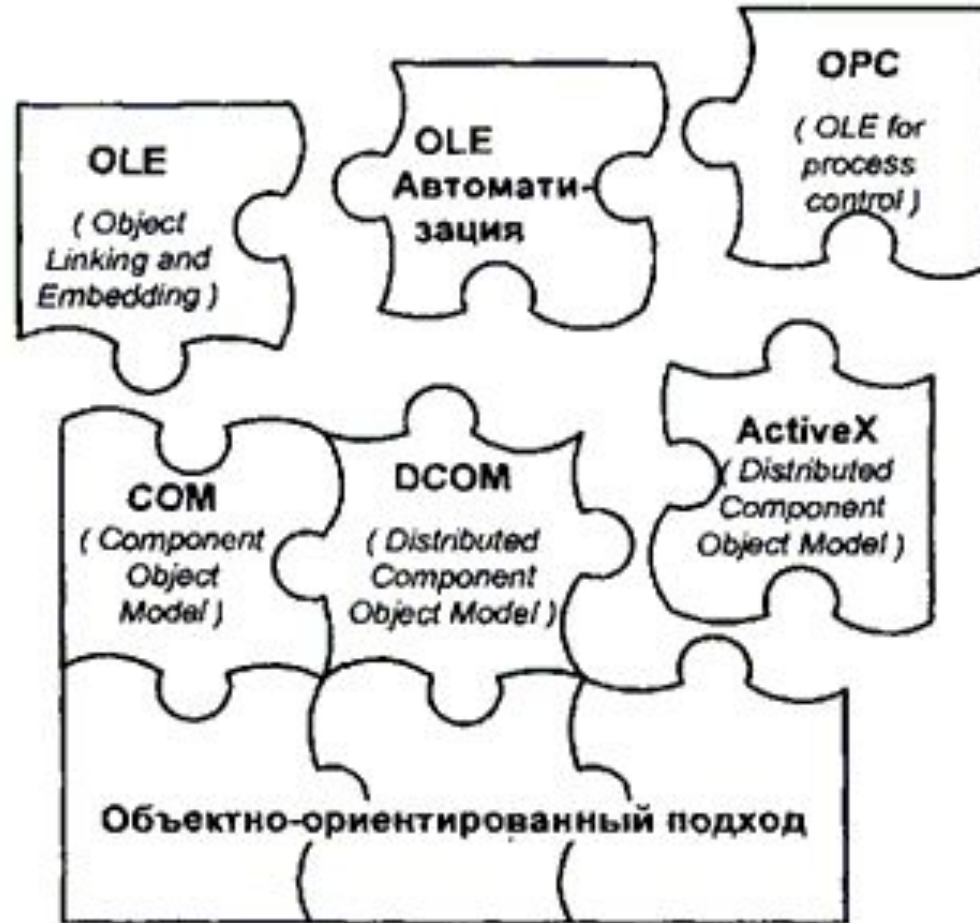 OLE
( Object
Linking and
Embedding )
OLE
Автомати-
зация
OPC
( OLE for
process
control )
COM
( Component
Object
Model )
DCOM
( Distributed
Component
Object Model )
ActiveX
( Distributed
Component
Object Model )
Объектно-ориентированный подход